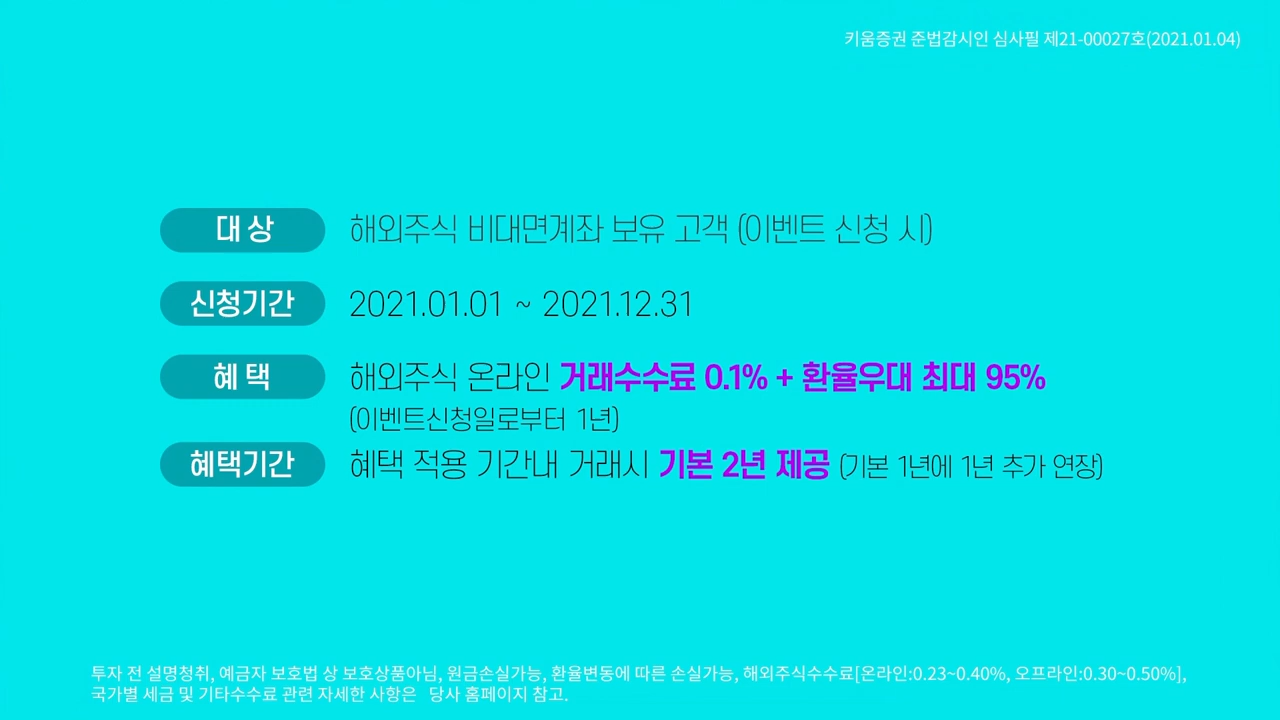 키움증권 준법감시인 심사필 제21-00027호(2021.01.04)
대 상 해외주식 비대면계좌 보유 고객 (이벤트 신청 시)
신청기간 2021.01.01 ~ 2021.12.31
혜 택 해외주식 온라인 거래수수료 0.1% + 환율우대 최대 95%
(이벤트신청일로부터 1년)
혜택기간 혜택 적용 기간내 거래시 기본 2년 제공 (기본 1년에 1년 추가 연장)
투자 전 설명청취, 예금자 보호법 상 보호상품아님, 원금손실가능, 환율변동에 따른 손실가능, 해외주식수수료[온라인:0.23~0.40%, 오프라인:0.30~0.50%],
국가별 세금 및 기타수수료 관련 자세한 사항은 당사 홈페이지 참고.